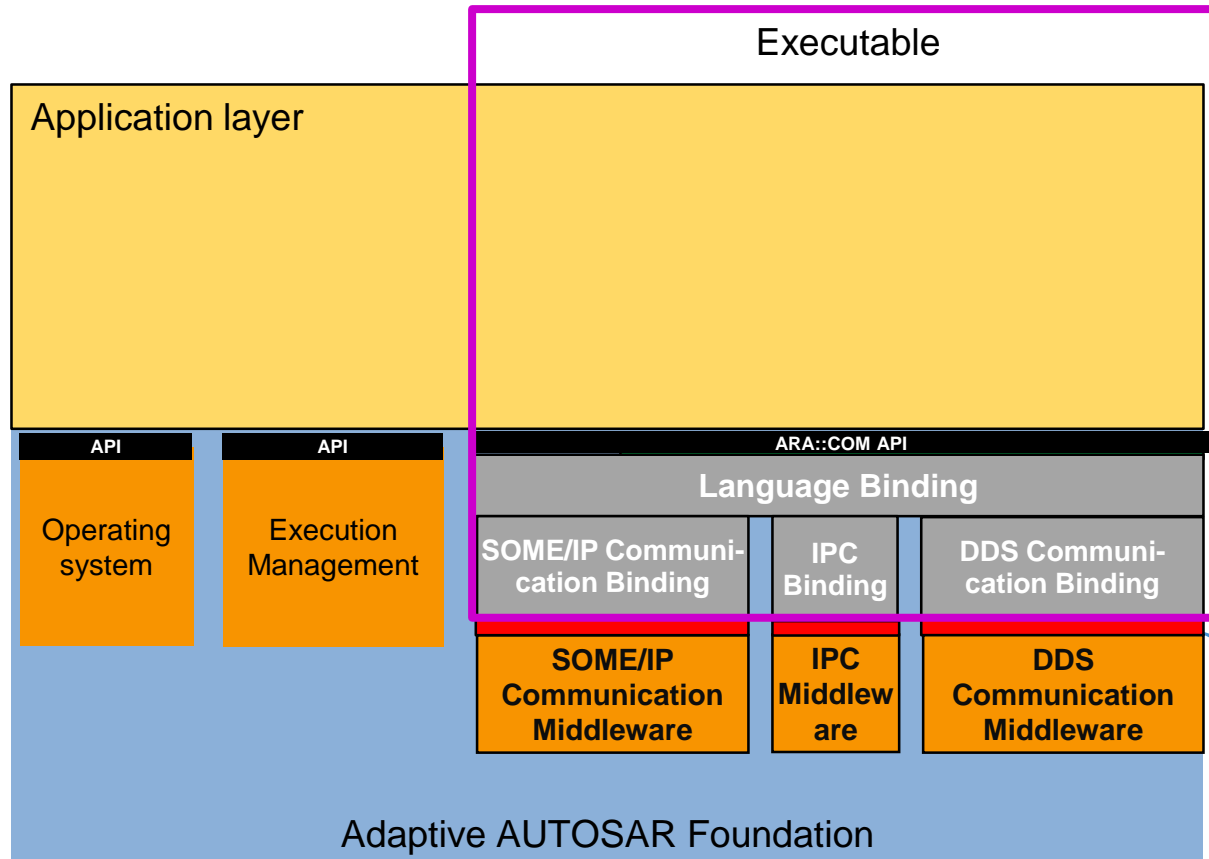 Executable
Application layer
API
API
ARA::COM API
Language Binding
Operating
system
Execution
Management
SOME/IP Communi-
cation Binding
IPC
Binding
DDS Communi-
cation Binding
SOME/IP
Communication
Middleware
IPC
Middlew
are
DDS
Communication
Middleware
Adaptive AUTOSAR Foundation